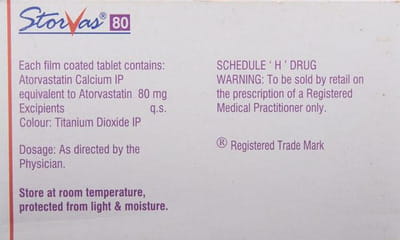 StorVas® 80
Each film coated tablet contains:
Atorvastatin Calcium IP
equivalent to Atorvastatin 80 mg
Excipients q.s.
Colour: Titanium Dioxide IP
Dosage: As directed by the
Physician.
Store at room temperature,
protected from light & moisture.
SCHEDULE ‘ H ’ DRUG
WARNING: To be sold by retail on
the prescription of a Registered
Medical Practitioner only.
® Registered Trade Mark